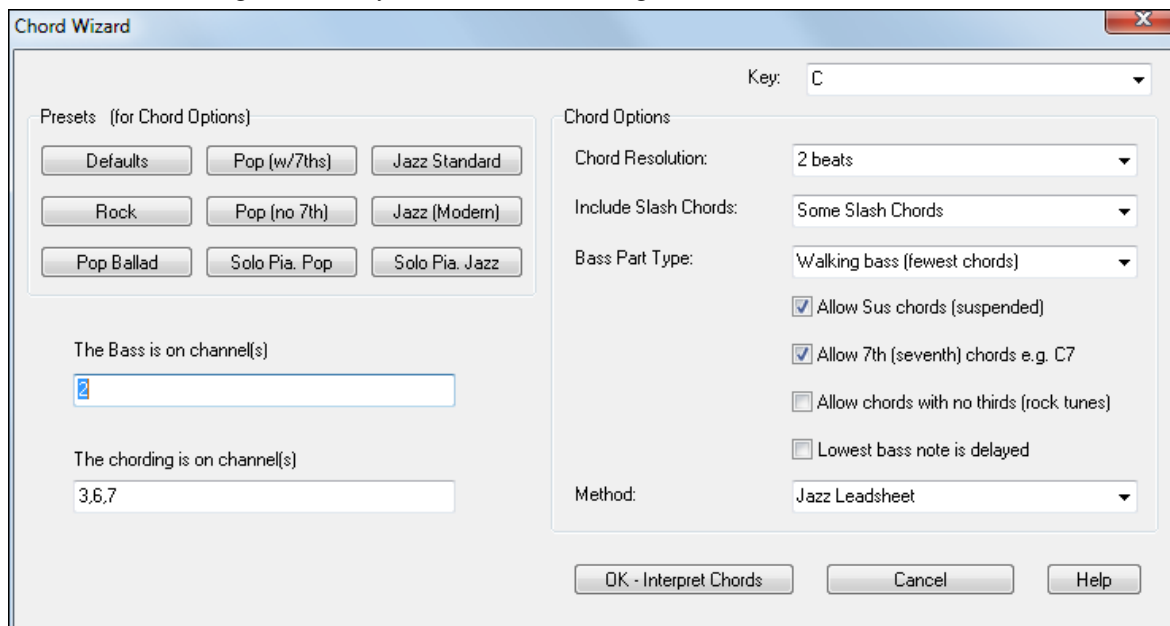 Chord Wizard
Key: C
Presets (for Chord Options)
Defaults Pop (w/7ths) Jazz Standard
Rock Pop (no 7th) Jazz (Modern)
Pop Ballad Solo Pia. Pop Solo Pia. Jazz
The Bass is on channel(s)
2
The chording is on channel(s)
3,6,7
Chord Options
Chord Resolution: 2 beats
Include Slash Chords: Some Slash Chords
Bass Part Type: Walking bass (fewest chords)
Allow Sus chords (suspended)
Allow 7th (seventh) chords e.g. C7
Allow chords with no thirds (rock tunes)
Lowest bass note is delayed
Method: Jazz Leadsheet
OK - Interpret Chords Cancel Help